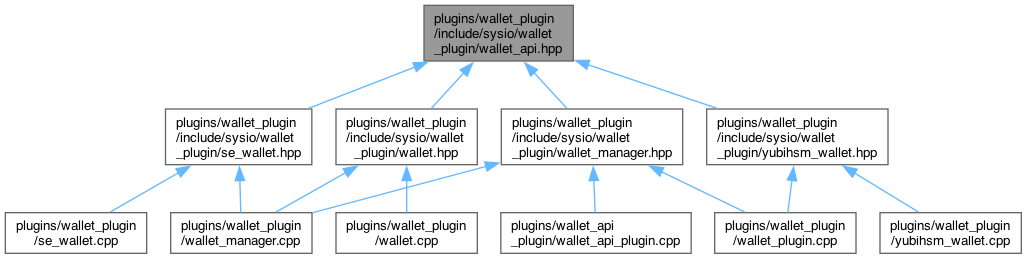 plugins/wallet_plugin
/include/sysio/wallet
_plugin/wallet_api.hpp
plugins/wallet_plugin
/include/sysio/wallet
_plugin/se_wallet.hpp
plugins/wallet_plugin
/include/sysio/wallet
_plugin/wallet.hpp
plugins/wallet_plugin
/include/sysio/wallet
_plugin/wallet_manager.hpp
plugins/wallet_plugin
/include/sysio/wallet
_plugin/yubihsm_wallet.hpp
plugins/wallet_plugin
/se_wallet.cpp
plugins/wallet_plugin
/wallet_manager.cpp
plugins/wallet_plugin
/wallet.cpp
plugins/wallet_api
_plugin/wallet_api_plugin.cpp
plugins/wallet_plugin
/wallet_plugin.cpp
plugins/wallet_plugin
/yubihsm_wallet.cpp